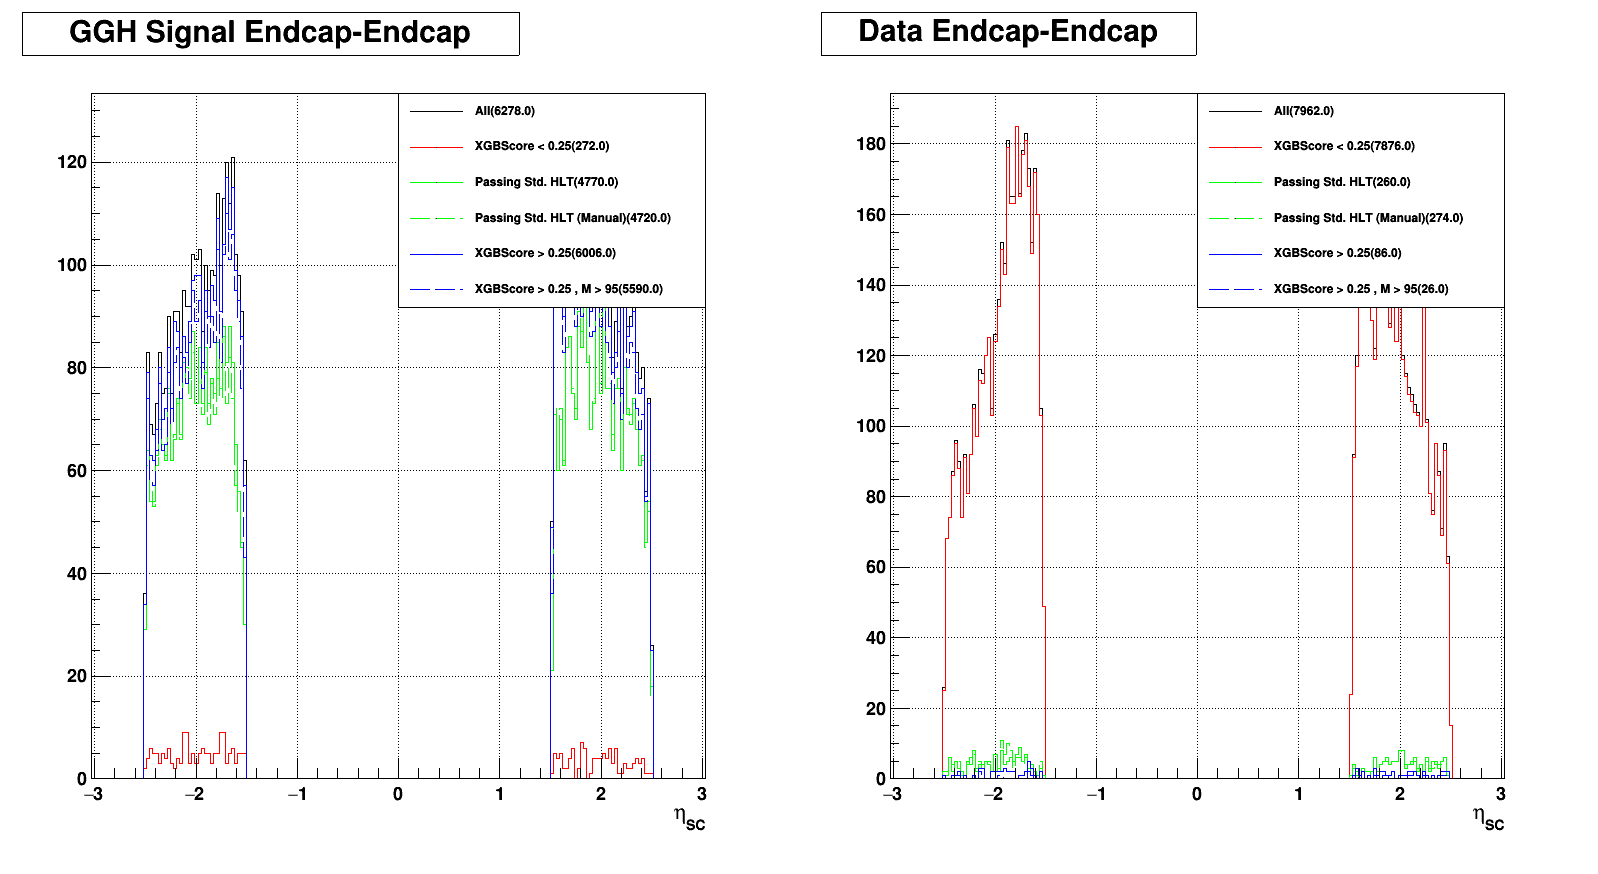 GGH Signal Endcap-Endcap
All(6278.0)
XGBScore < 0.25(272.0)
Passing Std. HLT(4770.0)
Passing Std. HLT (Manual)(4720.0)
XGBScore > 0.25(6006.0)
XGBScore > 0.25 , M > 95(5590.0)
120
100
80
60
40
20
0
−3 −2 −1 0 1 2 3
ηSC
Data Endcap-Endcap
All(7962.0)
XGBScore < 0.25(7876.0)
Passing Std. HLT(260.0)
Passing Std. HLT (Manual)(274.0)
XGBScore > 0.25(86.0)
XGBScore > 0.25 , M > 95(26.0)
180
160
140
120
100
80
60
40
20
0
−3 −2 −1 0 1 2 3
ηSC